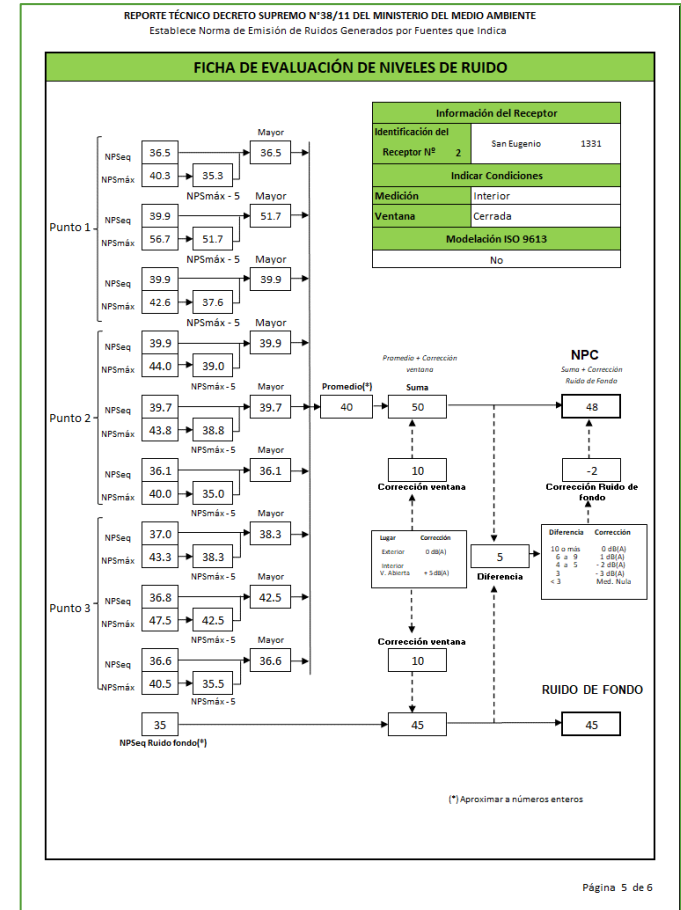 REPORTE TÉCNICO DECRETO SUPREMO N°38/11 DEL MINISTERIO DEL MEDIO AMBIENTE
Establece Norma de Emisión de Ruidos Generados por Fuentes que Indica
FICHA DE EVALUACIÓN DE NIVELES DE RUIDO
Información del Receptor
Identificación del
Receptor Nº 2
San Eugenio 1331
Indicar Condiciones
Medición Interior
Ventana Cerrada
Modelación ISO 9613
No
Punto 1
Mayor
NPSeq 36.5 36.5
NPSmáx 40.3 35.3
NPSmáx - 5 Mayor
NPSeq 39.9 51.7
NPSmáx 56.7 51.7
NPSmáx - 5 Mayor
NPSeq 39.9 39.9
NPSmáx 42.6 37.6
NPSmáx - 5 Mayor
Punto 2
NPSeq 39.9 39.9
NPSmáx 44.0 39.0
NPSmáx - 5 Mayor
NPSeq 39.7 39.7
NPSmáx 43.8 38.8
NPSmáx - 5 Mayor
NPSeq 36.1 36.1
NPSmáx 40.0 35.0
NPSmáx - 5 Mayor
Punto 3
NPSeq 37.0 38.3
NPSmáx 43.3 38.3
NPSmáx - 5 Mayor
NPSeq 36.8 42.5
NPSmáx 47.5 42.5
NPSmáx - 5 Mayor
NPSeq 36.6 36.6
NPSmáx 40.5 35.5
NPSmáx - 5
35
NPSeq Ruido fondo(*)
Promedio(*)
40
Promedio + Corrección
ventana
Suma
50
NPC
Suma + Corrección
Ruido de Fondo
48
10
Corrección ventana
-2
Corrección Ruido de
fondo
Lugar Corrección
Exterior 0 dB(A)
Interior
V. Abierta + 5 dB(A)
5
Diferencia
Diferencia Corrección
10 o más 0 dB(A)
6 a 9 1 dB(A)
4 a 5 - 2 dB(A)
3 - 3 dB(A)
< 3 Med. Nula
Corrección ventana
10
45
RUIDO DE FONDO
45
(*) Aproximar a números enteros
Página 5 de 6